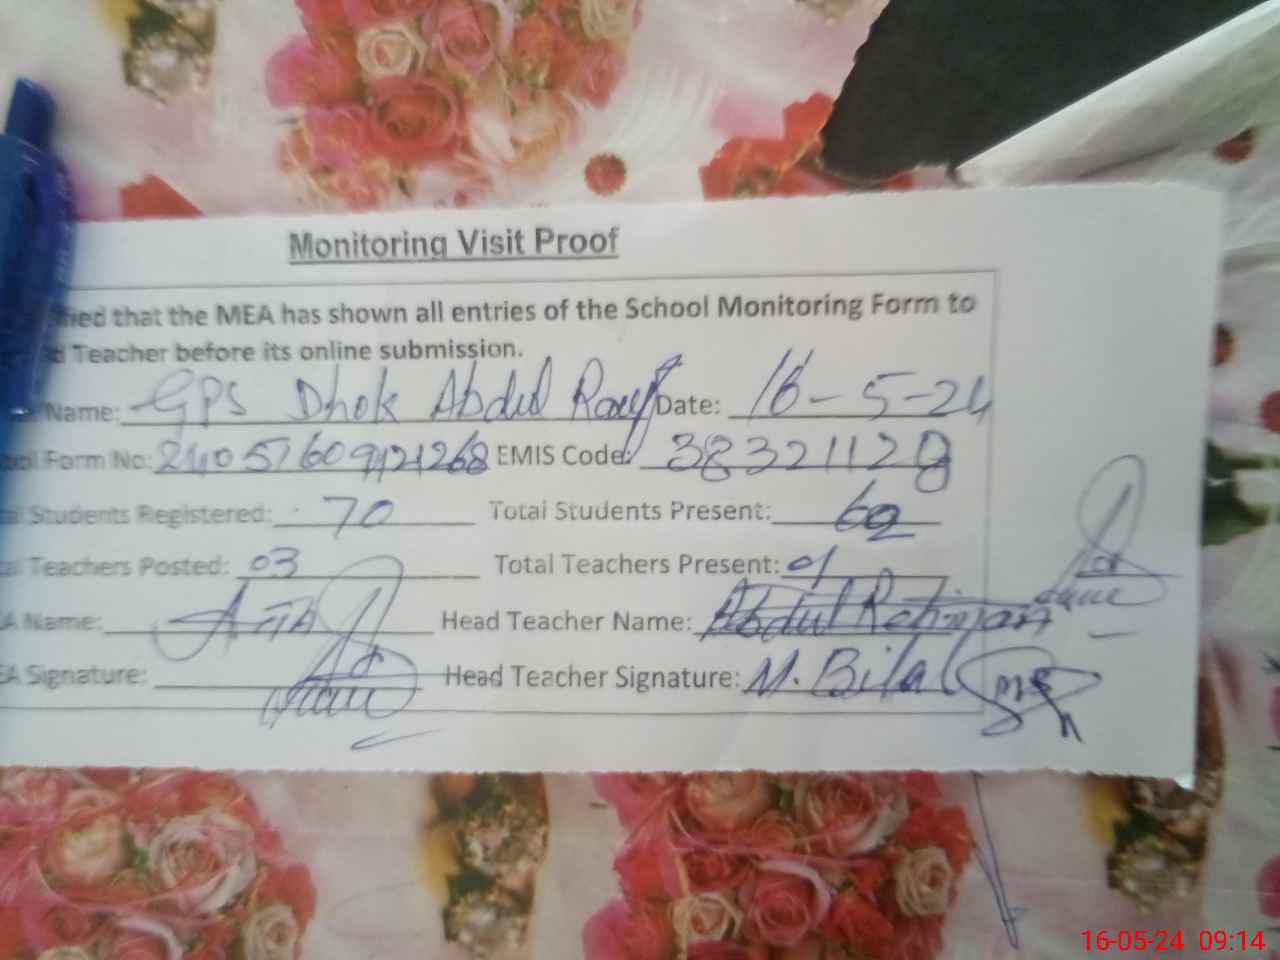 Monitoring Visit Proof
that the MEA has shown all entries of the School Monitoring Form to
Teacher before its online submission.
Name: GPS Dhok Abdul Rauf Date: 16-5-24
Form No: EMIS Code: 38321128
Students Registered: 70 Total Students Present: 62
Teachers Posted: 03 Total Teachers Present: 01
Name: ATTA Head Teacher Name: Abdul Rehman
Signature: Head Teacher Signature: M. Bilal
16-05-24 09:14